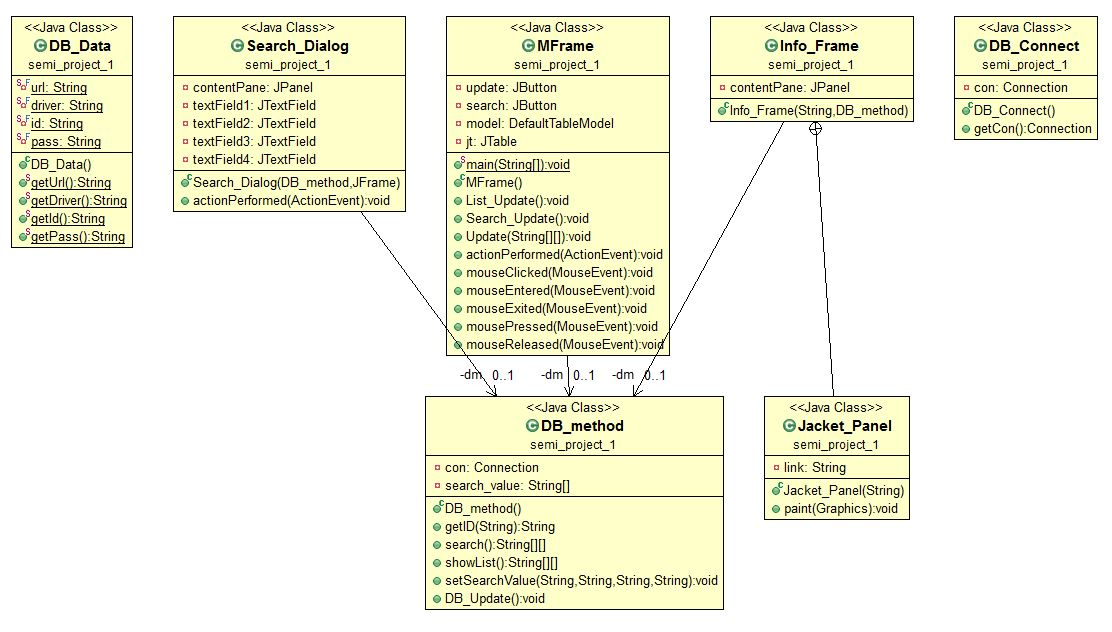 <<Java Class>>
DB_Data
semi_project_1
url: String
driver: String
id: String
pass: String
DB_Data()
getUrl():String
getDriver():String
getId():String
getPass():String
<<Java Class>>
Search_Dialog
semi_project_1
contentPane: JPanel
textField1: JTextField
textField2: JTextField
textField3: JTextField
textField4: JTextField
Search_Dialog(DB_method,JFrame)
actionPerformed(ActionEvent):void
<<Java Class>>
MFrame
semi_project_1
update: JButton
search: JButton
model: DefaultTableModel
jt: JTable
main(String[]):void
MFrame()
List_Update():void
Search_Update():void
Update(String[][]):void
actionPerformed(ActionEvent):void
mouseClicked(MouseEvent):void
mouseEntered(MouseEvent):void
mouseExited(MouseEvent):void
mousePressed(MouseEvent):void
mouseReleased(MouseEvent):void
<<Java Class>>
Info_Frame
semi_project_1
contentPane: JPanel
Info_Frame(String,DB_method)
<<Java Class>>
DB_Connect
semi_project_1
con: Connection
DB_Connect()
getCon():Connection
-dm 0..1 -dm 0..1 -dm 0..1
<<Java Class>>
DB_method
semi_project_1
con: Connection
search_value: String[]
DB_method()
getID(String):String
search():String[][]
showList():String[][]
setSearchValue(String,String,String,String):void
DB_Update():void
<<Java Class>>
Jacket_Panel
semi_project_1
link: String
Jacket_Panel(String)
paint(Graphics):void